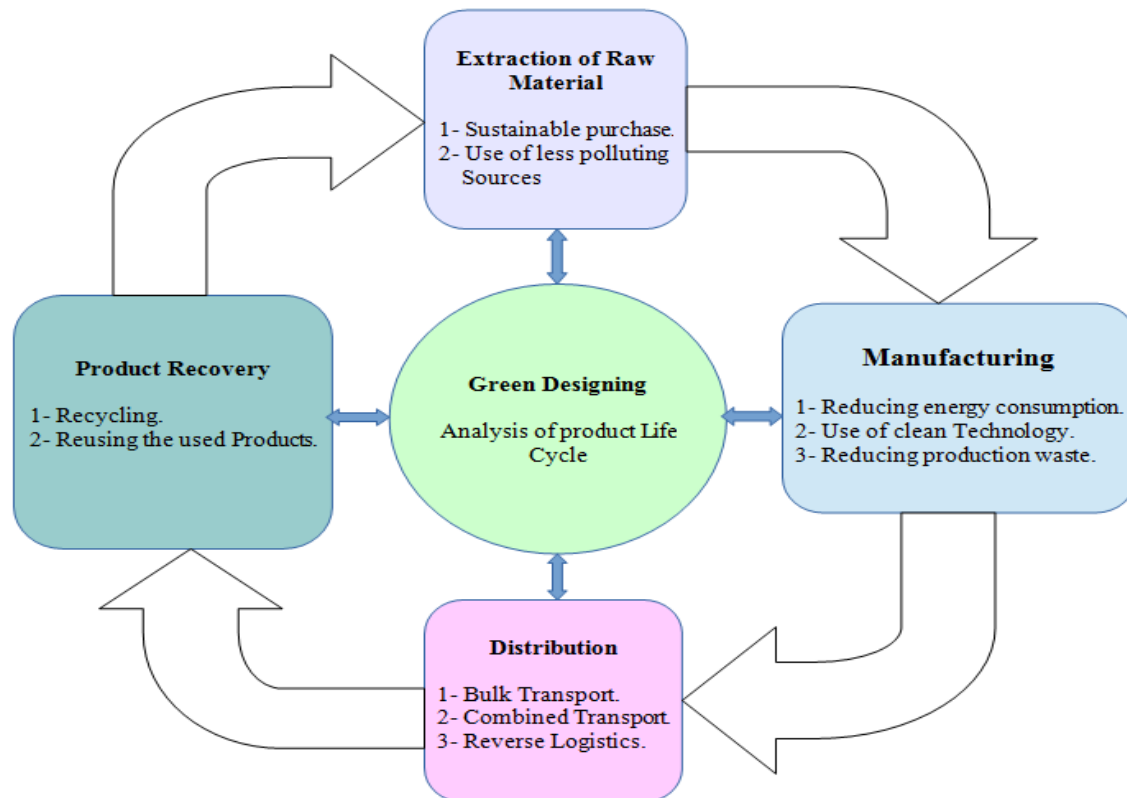 Extraction of Raw
Material
1- Sustainable purchase.
2- Use of less polluting
Sources
Manufacturing
1- Reducing energy consumption.
2- Use of clean Technology.
3- Reducing production waste.
Distribution
1- Bulk Transport.
2- Combined Transport.
3- Reverse Logistics.
Product Recovery
1- Recycling.
2- Reusing the used Products.
Green Designing
Analysis of product Life
Cycle